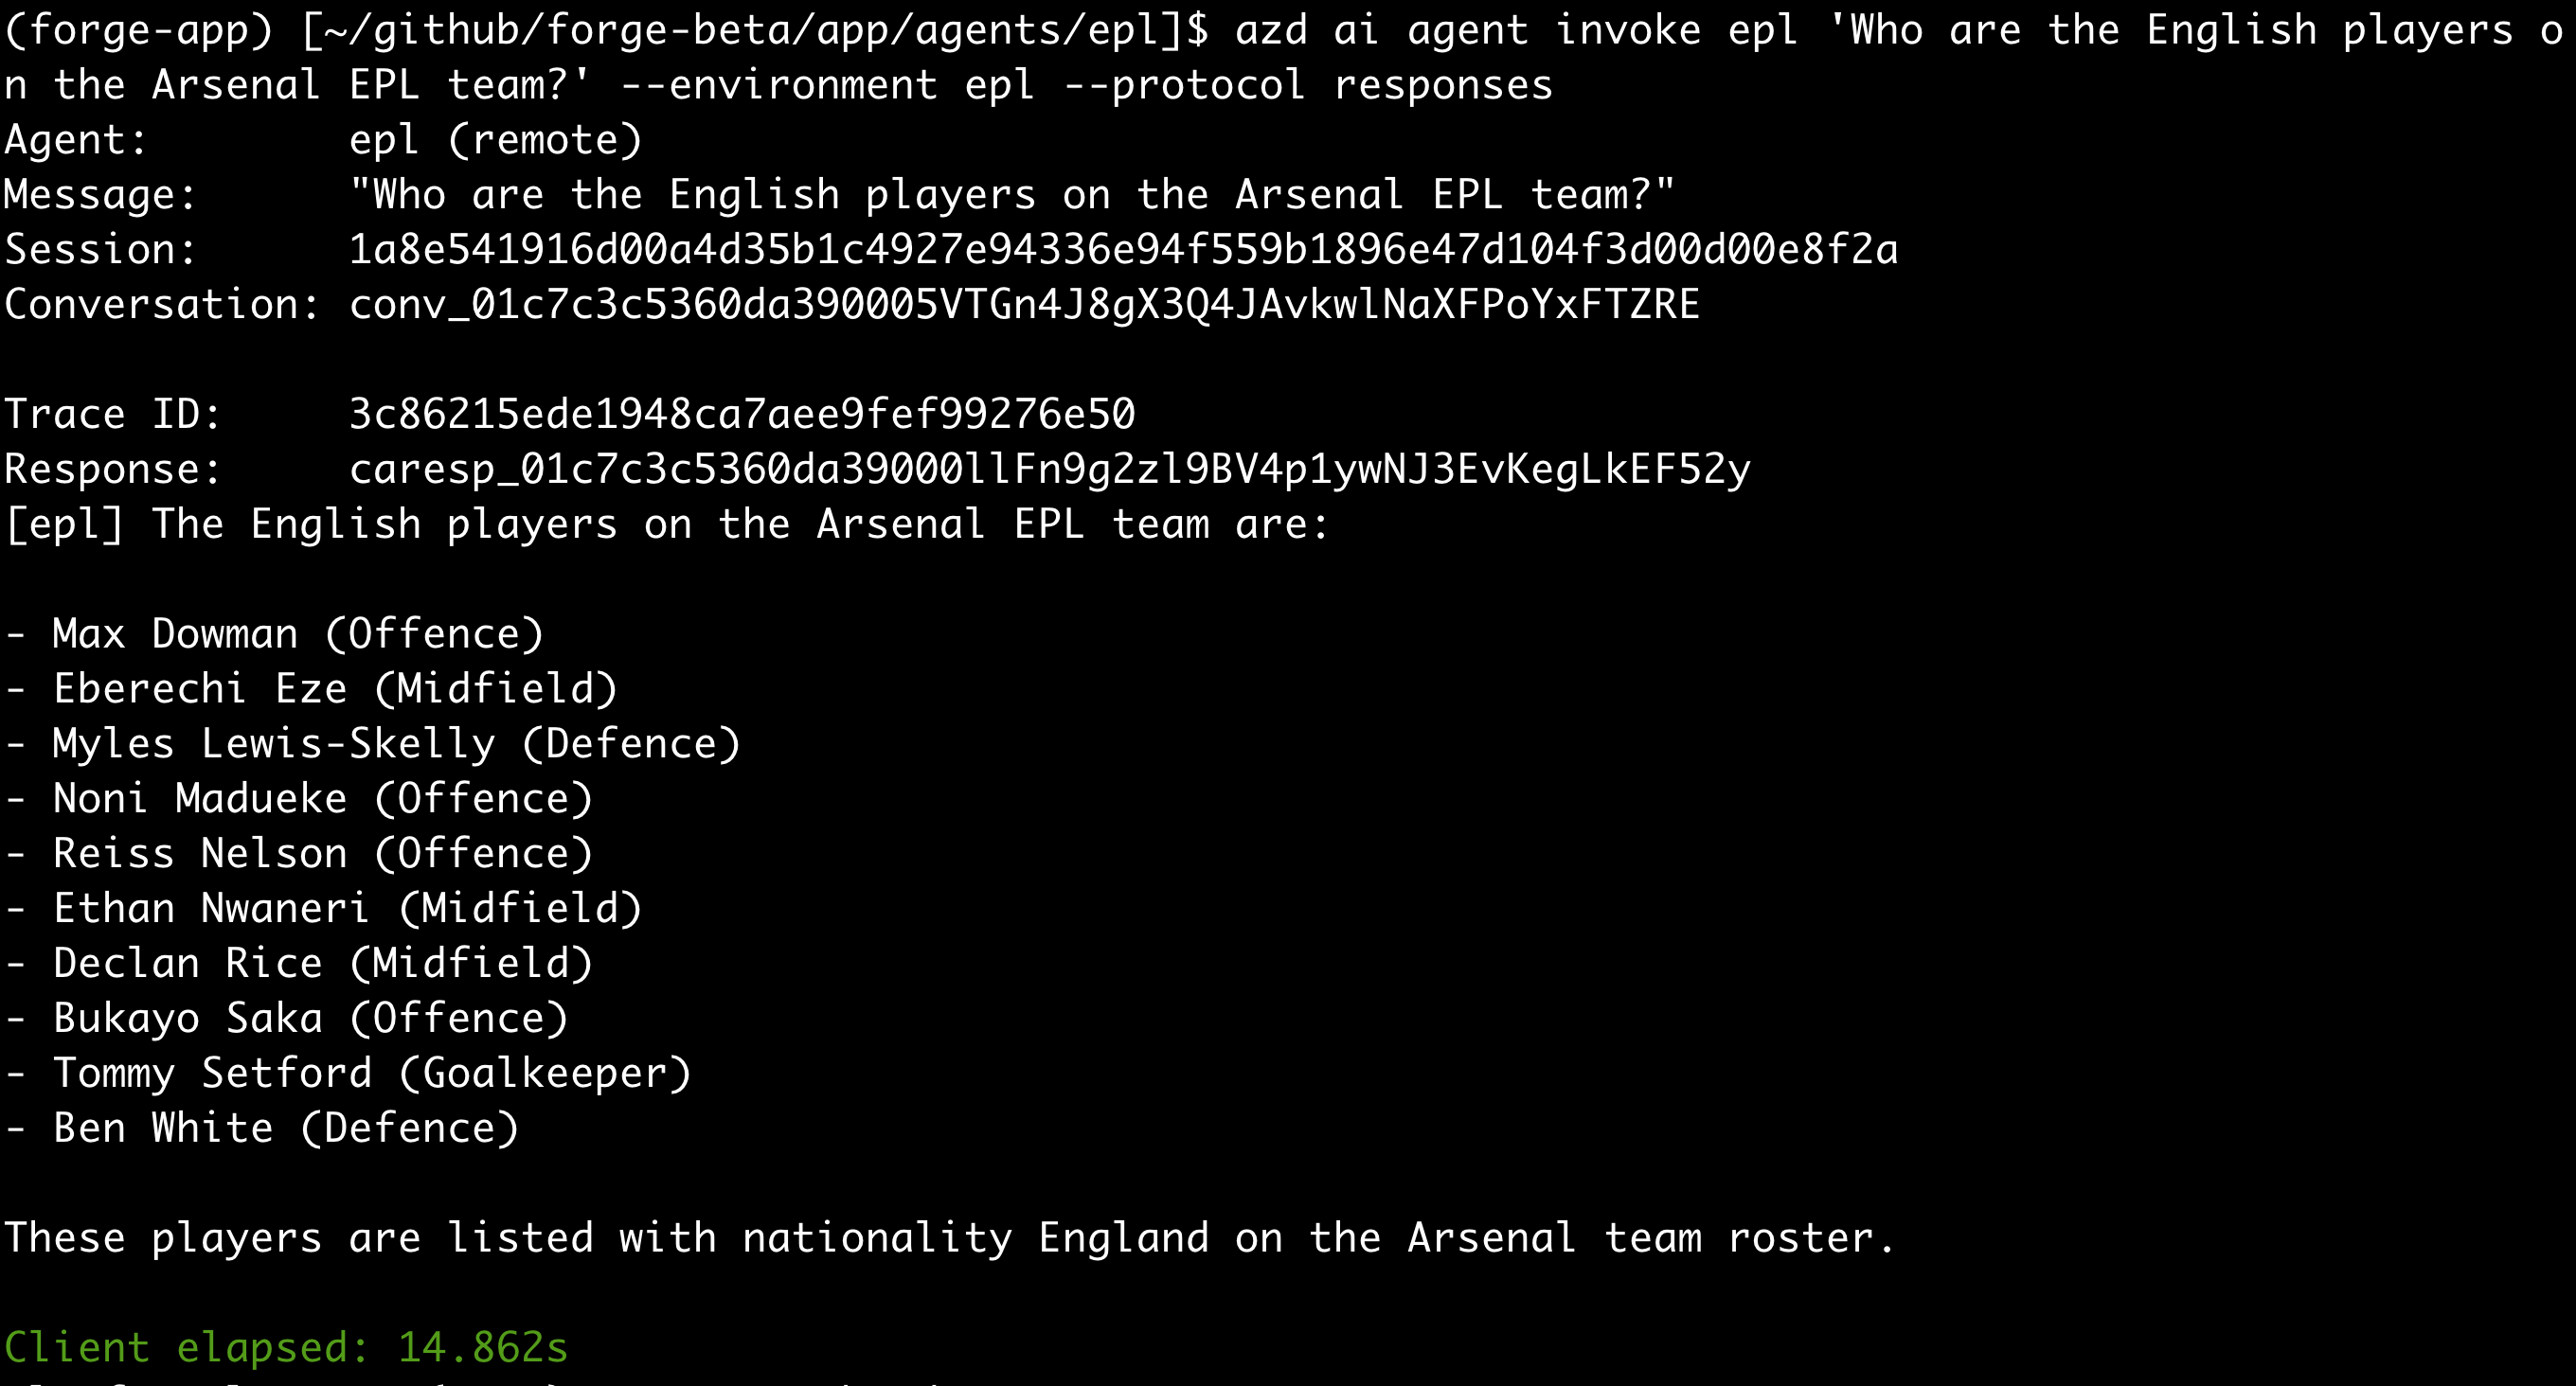 (forge-app) [~/github/forge-beta/app/agents/epl]$ azd ai agent invoke epl 'Who are the English players o
n the Arsenal EPL team?' --environment epl --protocol responses
Agent:        epl (remote)
Message:      "Who are the English players on the Arsenal EPL team?"
Session:      1a8e541916d00a4d35b1c4927e94336e94f559b1896e47d104f3d00d00e8f2a
Conversation: conv_01c7c3c5360da390005VTGn4J8gX3Q4JAvkwlNaXFPoYxFTZRE
Trace ID:     3c86215ede1948ca7aee9fef99276e50
Response:     caresp_01c7c3c5360da39000llFn9g2zl9BV4p1ywNJ3EvKegLkEF52y
[epl] The English players on the Arsenal EPL team are:
- Max Dowman (Offence)
- Eberechi Eze (Midfield)
- Myles Lewis-Skelly (Defence)
- Noni Madueke (Offence)
- Reiss Nelson (Offence)
- Ethan Nwaneri (Midfield)
- Declan Rice (Midfield)
- Bukayo Saka (Offence)
- Tommy Setford (Goalkeeper)
- Ben White (Defence)
These players are listed with nationality England on the Arsenal team roster.
Client elapsed: 14.862s